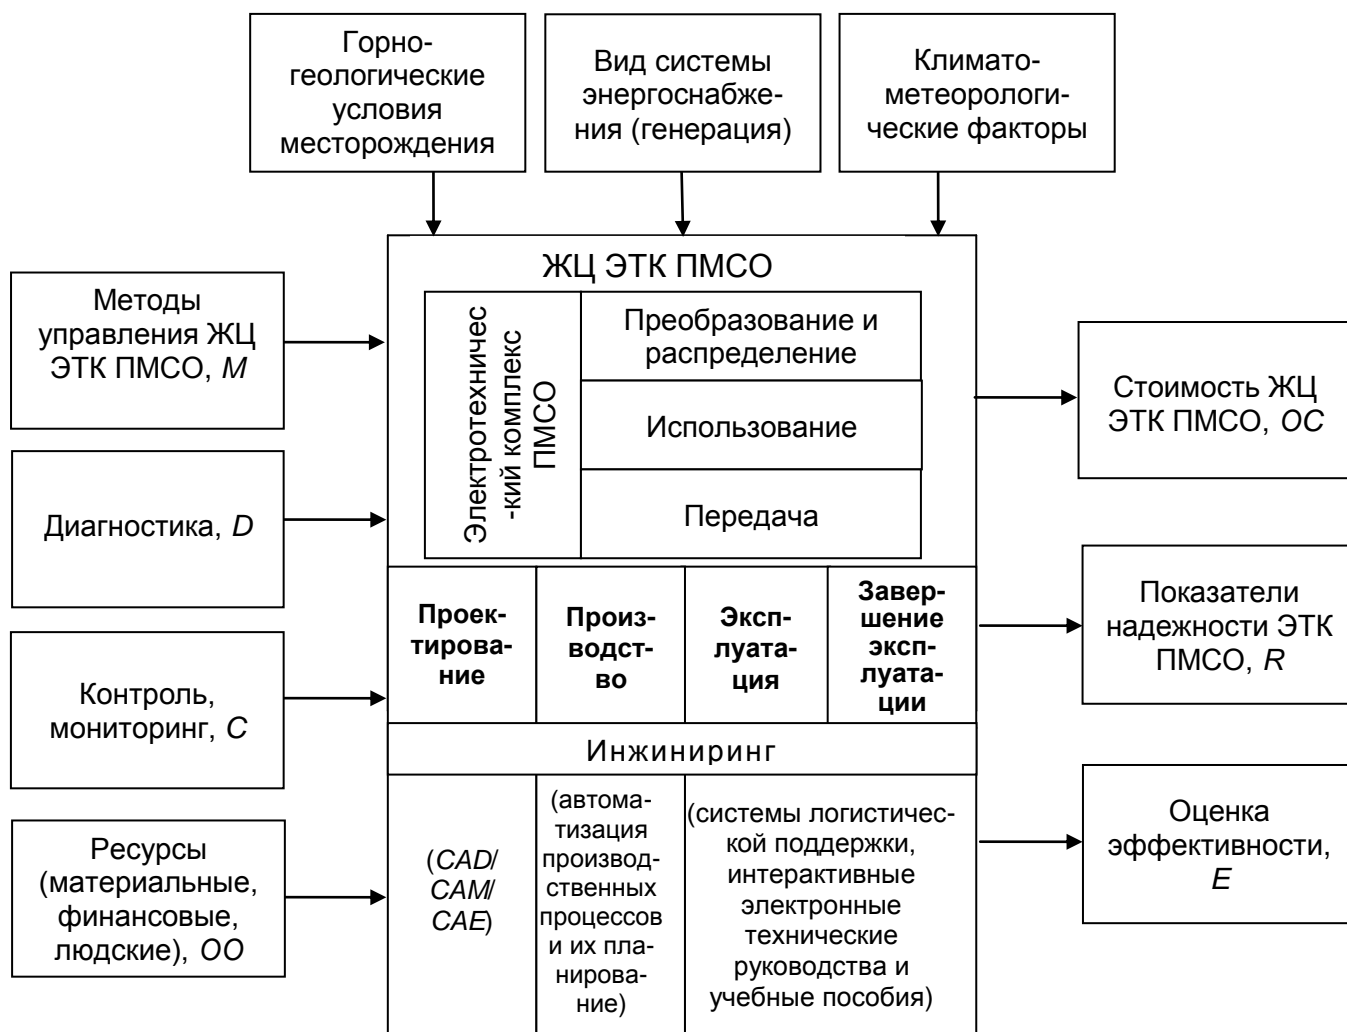 Горно-
геологические
условия
месторождения
Вид системы
энергоснабже-
ния (генерация)
Климато-
метеорологи-
ческие факторы
Методы
управления ЖЦ
ЭТК ПМСО, M
Диагностика, D
Контроль,
мониторинг, C
Ресурсы
(материальные,
финансовые,
людские), OO
ЖЦ ЭТК ПМСО
Электротехничес
-кий комплекс
ПМСО
Преобразование и
распределение
Использование
Передача
Проек-
тирова-
ние
Произ-
водст-
во
Эксп-
луата-
ция
Завер-
шение
эксп-
луата-
ции
Инжиниринг
(CAD/
CAM/
CAE)
(автома-
тизация
производ-
ственных
процессов
и их пла-
нирова-
ние)
(системы логистичес-
кой поддержки,
интерактивные
электронные
технические
руководства и
учебные пособия)
Стоимость ЖЦ
ЭТК ПМСО, OC
Показатели
надежности ЭТК
ПМСО, R
Оценка
эффективности,
E